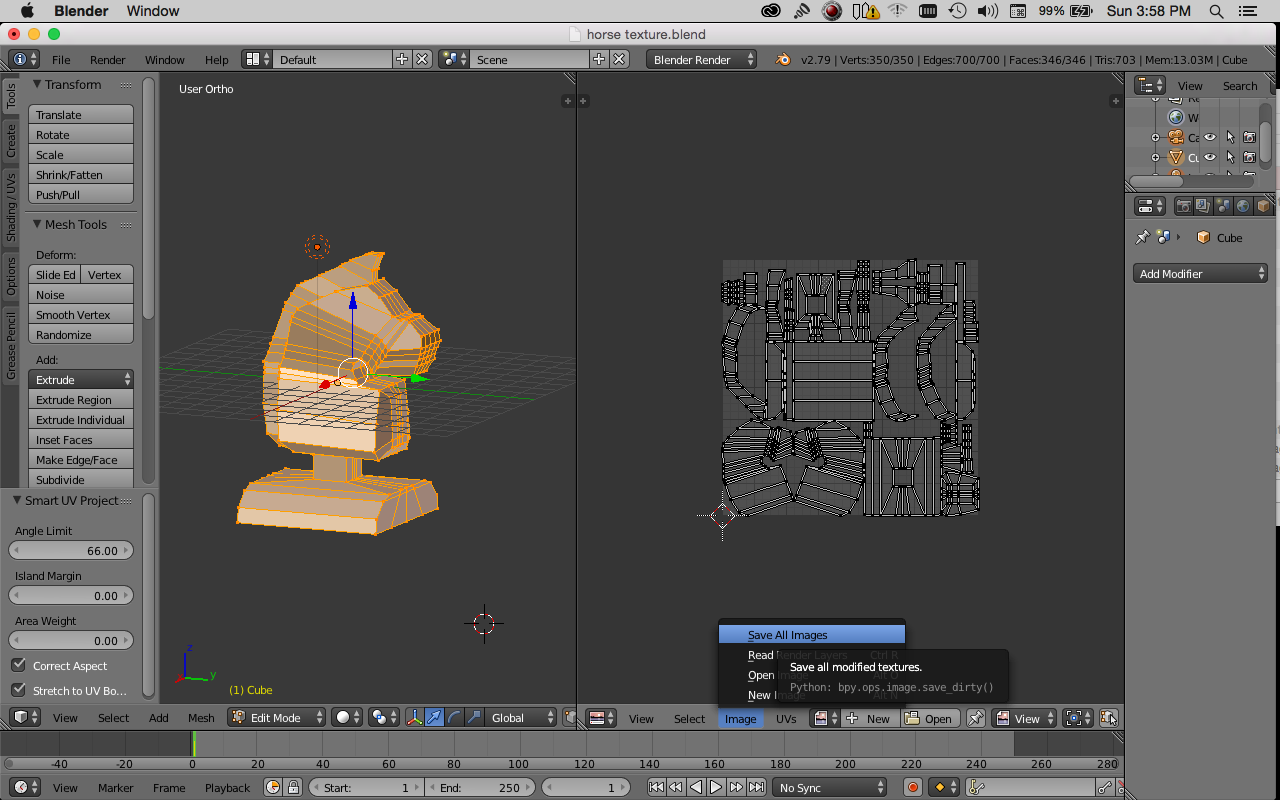 Blender Window 99% Sun 3:58 PM
horse texture.blend
File Render Window Help Default Scene Blender Render v2.79 | Verts:350/350 | Edges:700/700 | Faces:346/346 | Tris:703 | Mem:13.03M | Cube
Tools
Create
Shading / UVs
Options
Grease Pencil
Transform
Translate
Rotate
Scale
Shrink/Fatten
Push/Pull
Mesh Tools
Deform:
Slide Ed Vertex
Noise
Smooth Vertex
Randomize
Add:
Extrude
Extrude Region
Extrude Individual
Inset Faces
Make Edge/Face
Subdivide
Smart UV Project
Angle Limit
66.00
Island Margin
0.00
Area Weight
0.00
Correct Aspect
Stretch to UV Bo...
User Ortho
z
x
y
(1) Cube
View Select Add Mesh Edit Mode Global
Save All Images
Read Render Layers Ctrl R
Open Image Alt O
New Image Alt N
Save all modified textures.
Python: bpy.ops.image.save_dirty()
View Select Image UVs New Open View
View Search
Re
W
Ca
Cu
Cube
Add Modifier
-40 -20 0 20 40 60 80 100 120 140 160 180 200 220 240 260 280
View Marker Frame Playback Start: 1 End: 250 1 No Sync